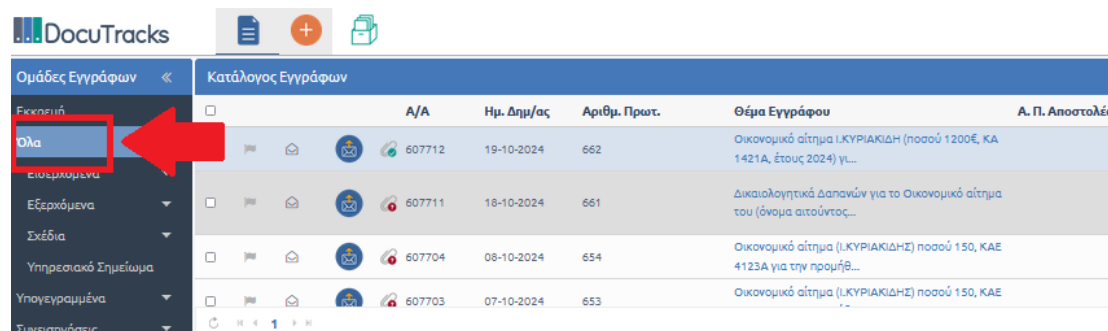 DocuTracks
Ομάδες Εγγράφων
Κατάλογος Εγγράφων
Εκκρεμή
Α/Α Ημ. Δημ/ας Αριθμ. Πρωτ. Θέμα Εγγράφου Α. Π. Αποστολέ
Όλα
607712 19-10-2024 662 Οικονομικό αίτημα Ι.ΚΥΡΙΑΚΙΔΗ (ποσού 1200€, ΚΑ
1421Α, έτους 2024) γι...
Εισερχόμενα
Εξερχόμενα
607711 18-10-2024 661 Δικαιολογητικά Δαπανών για το Οικονομικό αίτημα
του (όνομα αιτούντος...
Σχέδια
Υπηρεσιακό Σημείωμα
607704 08-10-2024 654 Οικονομικό αίτημα (Ι.ΚΥΡΙΑΚΙΔΗΣ) ποσού 150, ΚΑΕ
4123Α για την προμήθ...
Υπογεγραμμένα
607703 07-10-2024 653 Οικονομικό αίτημα (Ι.ΚΥΡΙΑΚΙΔΗΣ) ποσού 150, ΚΑΕ
Συνεισηγήσεις
1